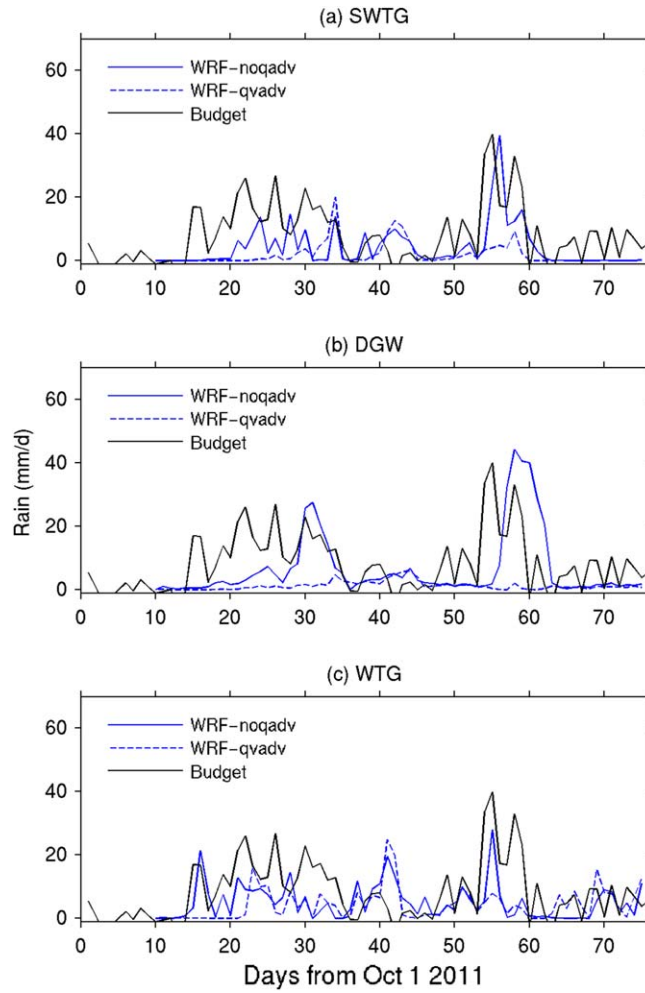 (a) SWTG
60
40
20
0
WRF−noqadv
WRF−qvadv
Budget
0 10 20 30 40 50 60 70
(b) DGW
Rain (mm/d)
60
40
20
0
WRF−noqadv
WRF−qvadv
Budget
0 10 20 30 40 50 60 70
(c) WTG
60
40
20
0
WRF−noqadv
WRF−qvadv
Budget
0 10 20 30 40 50 60 70
Days from Oct 1 2011